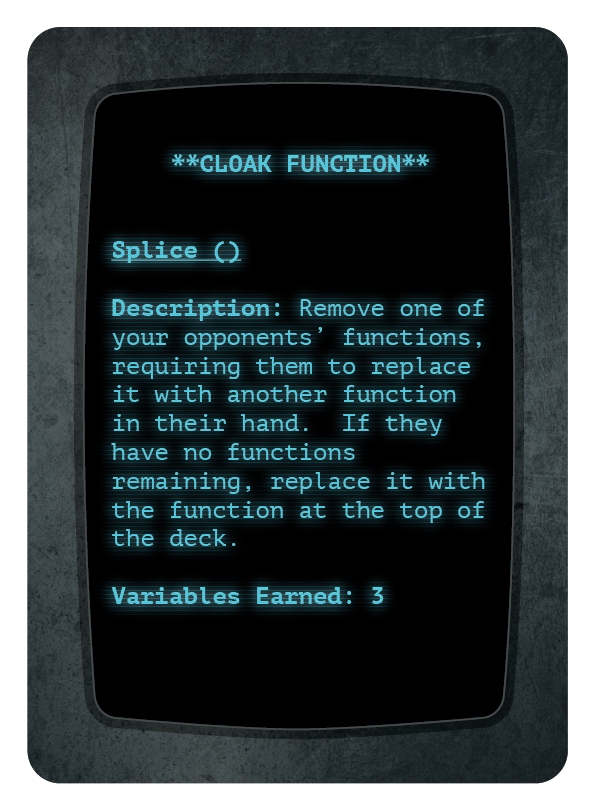 **CLOAK FUNCTION**
Splice ()
Description: Remove one of
your opponents’ functions,
requiring them to replace
it with another function
in their hand.  If they
have no functions
remaining, replace it with
the function at the top of
the deck.
Variables Earned: 3